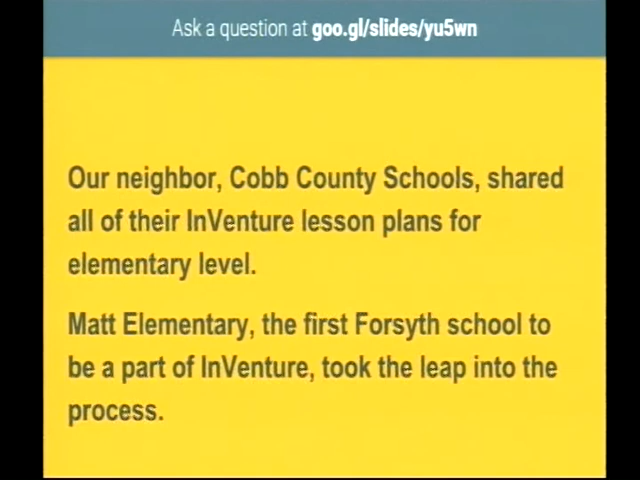 Ask a question at goo.gl/slides/yu5wn
Our neighbor, Cobb County Schools, shared
all of their InVenture lesson plans for
elementary level.
Matt Elementary, the first Forsyth school to
be a part of InVenture, took the leap into the
process.